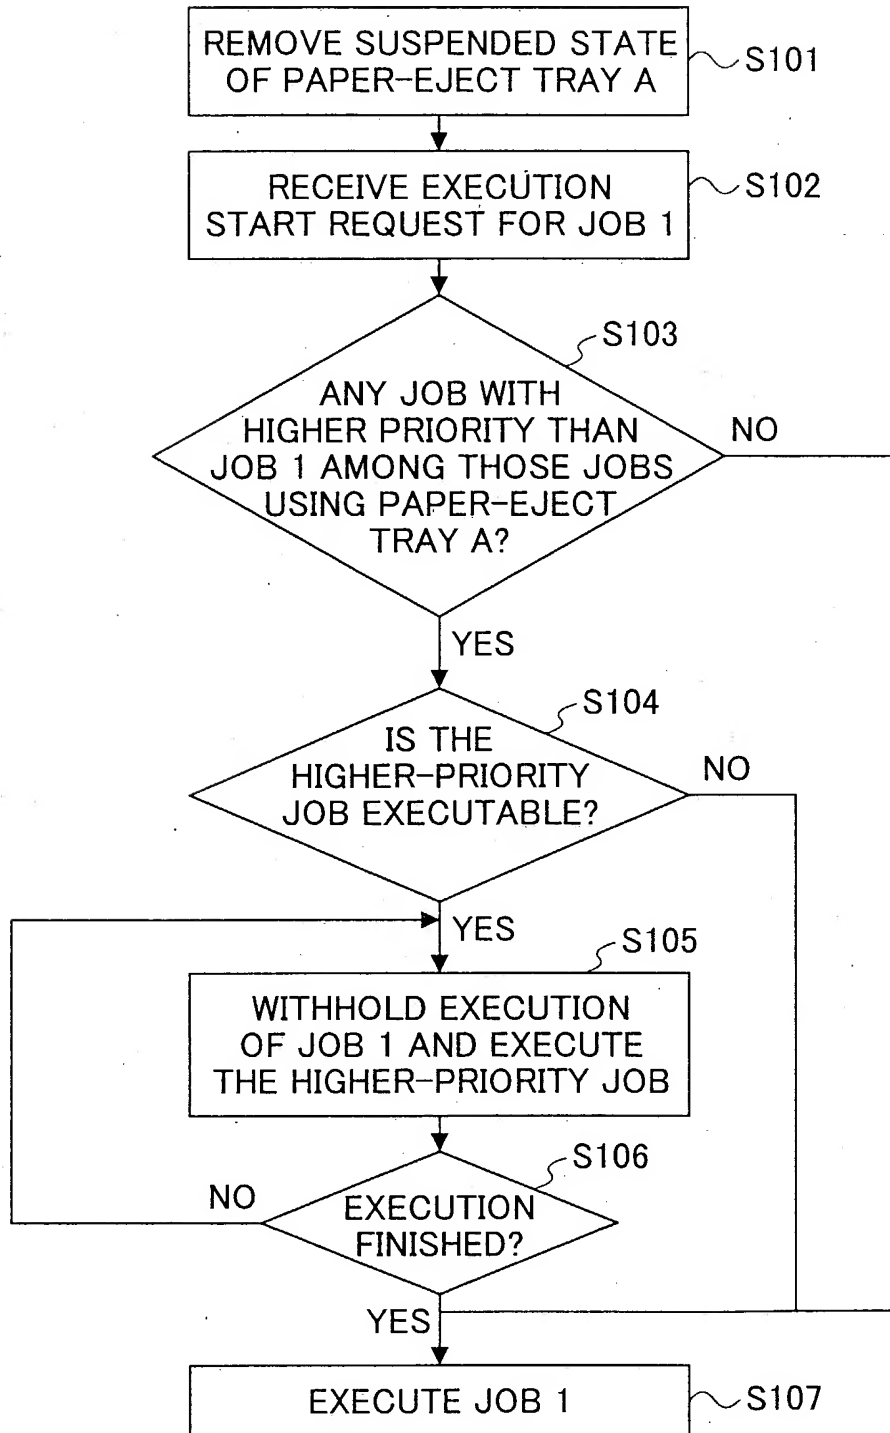 REMOVE SUSPENDED STATE
OF PAPER-EJECT TRAY A
S101
RECEIVE EXECUTION
START REQUEST FOR JOB 1
S102
S103
ANY JOB WITH
HIGHER PRIORITY THAN
JOB 1 AMONG THOSE JOBS
USING PAPER-EJECT
TRAY A?
NO
YES
S104
IS THE
HIGHER-PRIORITY
JOB EXECUTABLE?
NO
YES
S105
WITHHOLD EXECUTION
OF JOB 1 AND EXECUTE
THE HIGHER-PRIORITY JOB
S106
NO
EXECUTION
FINISHED?
YES
EXECUTE JOB 1
S107